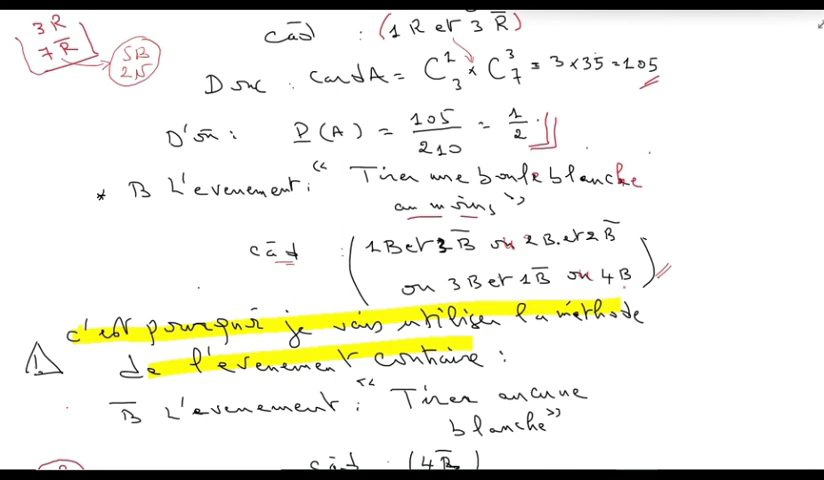 3R
7R̅
5B
2N
càd : (1R et 3R̅)
Donc : CardA = C¹₃ × C³₇ = 3 × 35 = 105
D'où : P(A) = 105/210 = 1/2
* B L'evenement : " Tirer une boule blanche
au moins "
càd : (1B et 3B̅ ou 2B et 2B̅
ou 3B et 1B̅ ou 4B)
c'est pourquoi je vais utiliser la méthode
de l'evenement contraire :
B̅ L'evenement : " Tirer aucune
blanche "
càd : (4B̅)